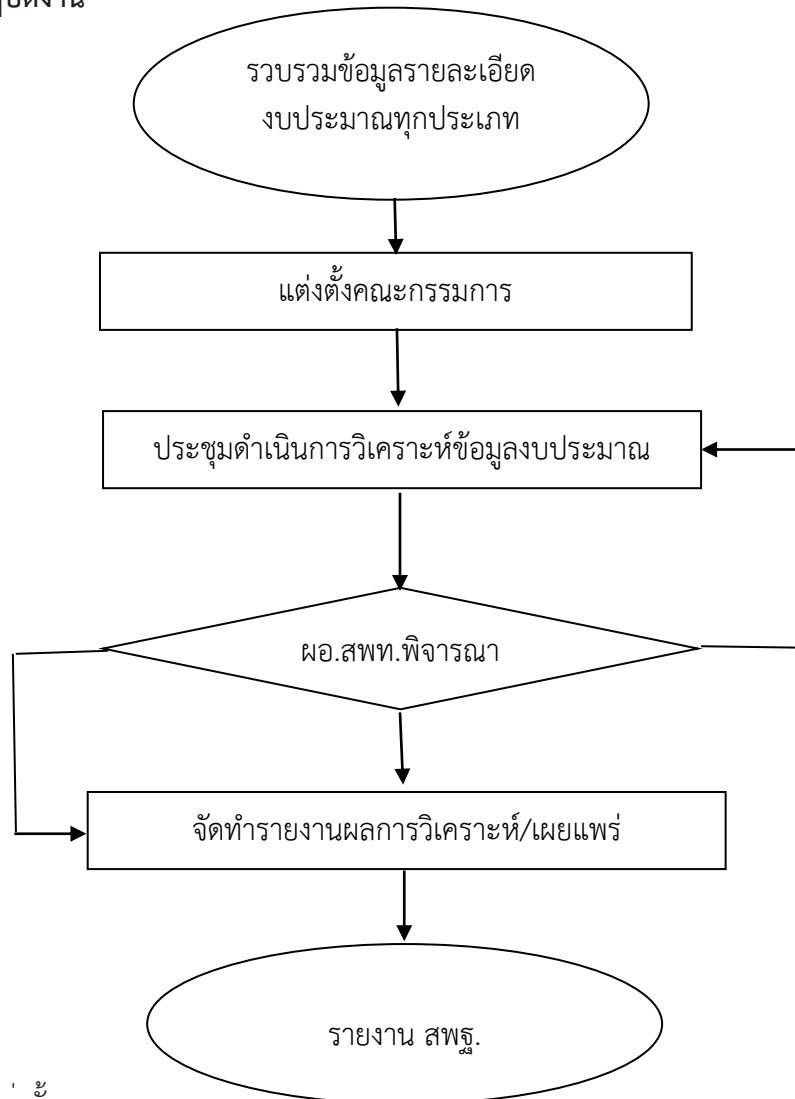 รวบรวมข้อมูลรายละเอียด
งบประมาณทุกประเภท
แต่งตั้งคณะกรรมการ
ประชุมดำเนินการวิเคราะห์ข้อมูลงบประมาณ
ผอ.สพท.พิจารณา
จัดทำรายงานผลการวิเคราะห์/เผยแพร่
รายงาน สพฐ.